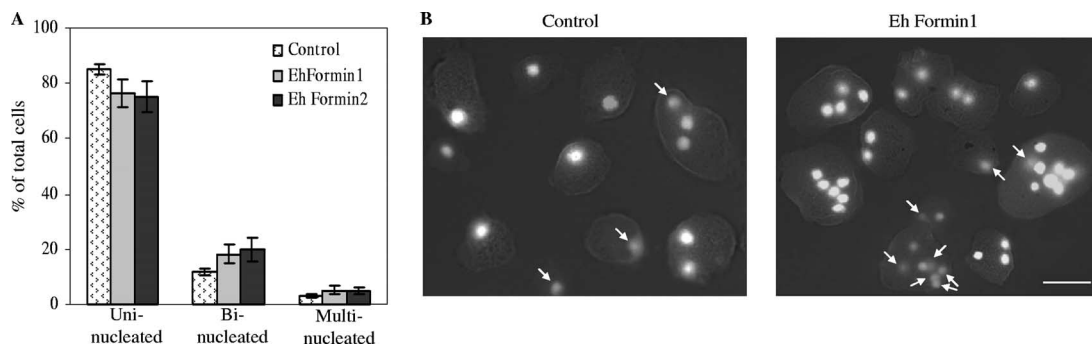 A
% of total cells
100
80
60
40
20
0
Control
EhFormin1
Eh Formin2
Uni-
nucleated
Bi-
nucleated
Multi-
nucleated
B
Control
Eh Formin1